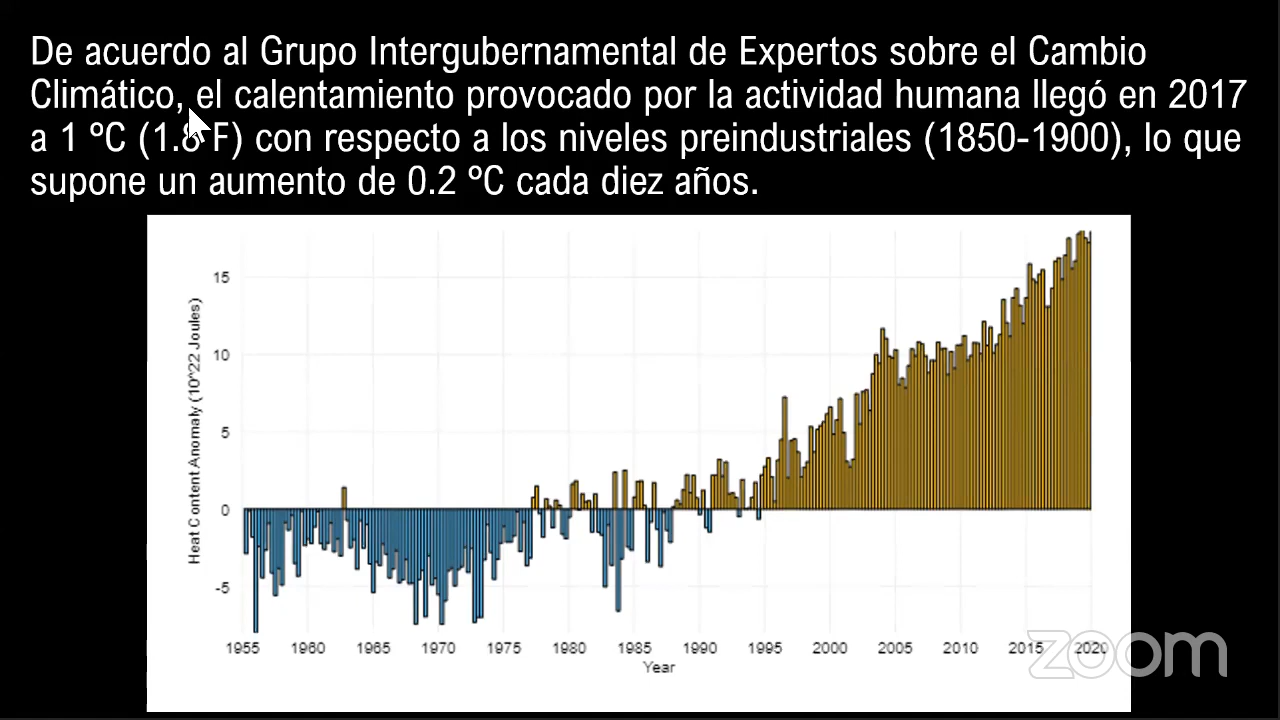 De acuerdo al Grupo Intergubernamental de Expertos sobre el Cambio
Climático, el calentamiento provocado por la actividad humana llegó en 2017
a 1 ºC (1.8 F) con respecto a los niveles preindustriales (1850-1900), lo que
supone un aumento de 0.2 ºC cada diez años.
15
10
5
0
-5
Heat Content Anomaly (10^22 Joules)
1955 1960 1965 1970 1975 1980 1985 1990 1995 2000 2005 2010 2015 2020
Year
zoom